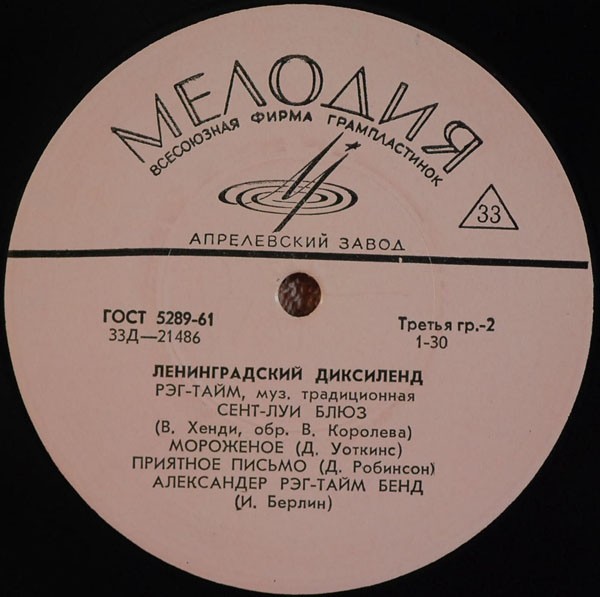 МЕЛОДИЯ
ВСЕСОЮЗНАЯ ФИРМА ГРАМПЛАСТИНОК
33
АПРЕЛЕВСКИЙ ЗАВОД
ГОСТ 5289-61
33Д—21486
Третья гр.-2
1-30
ЛЕНИНГРАДСКИЙ ДИКСИЛЕНД
РЭГ-ТАЙМ, муз. традиционная
СЕНТ-ЛУИ БЛЮЗ
(В. Хенди, обр. В. Королева)
МОРОЖЕНОЕ (Д. Уоткинс)
ПРИЯТНОЕ ПИСЬМО (Д. Робинсон)
АЛЕКСАНДЕР РЭГ-ТАЙМ БЕНД
(И. Берлин)